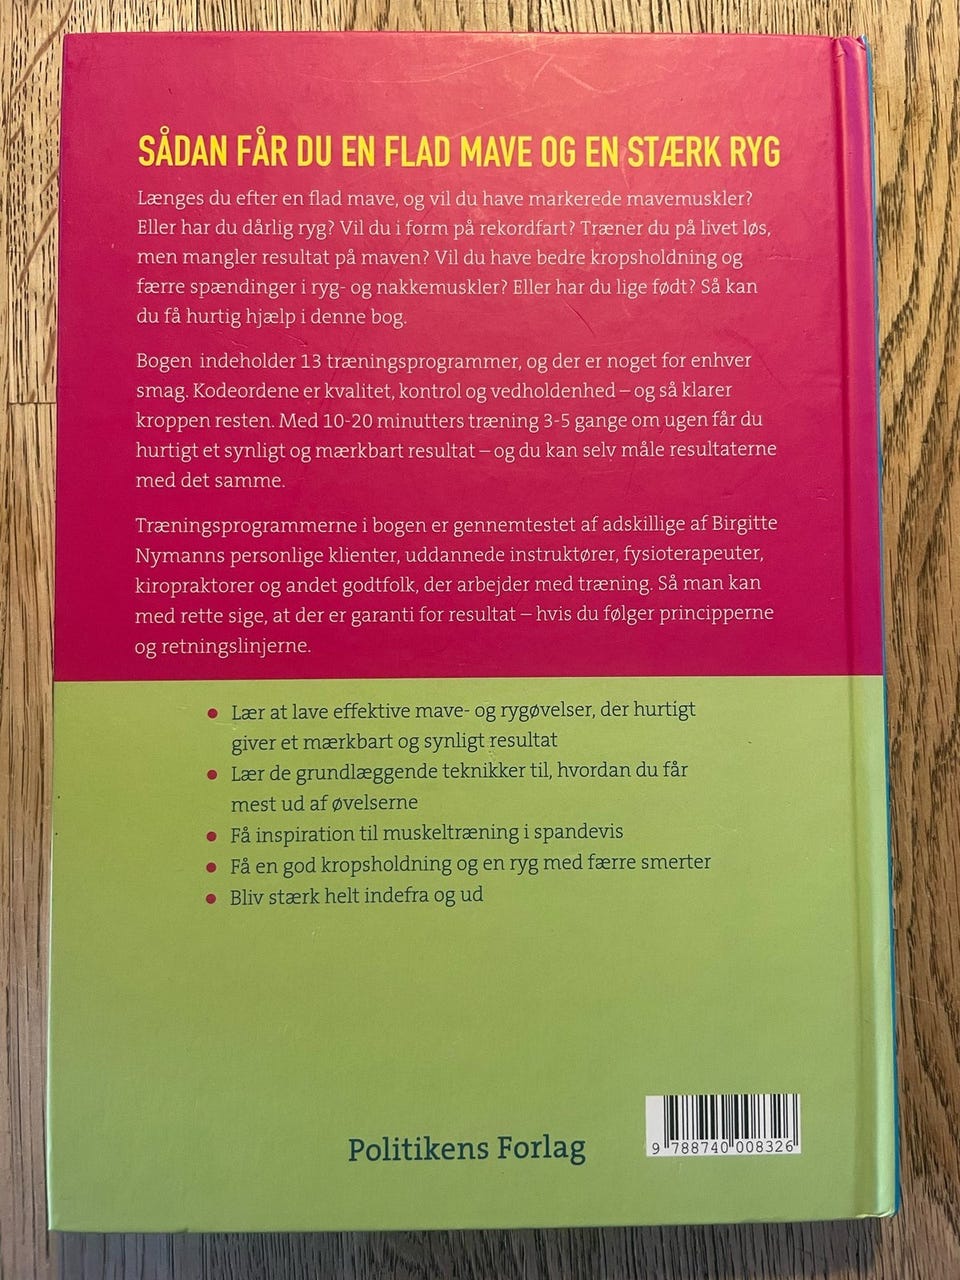 SÅDAN FÅR DU EN FLAD MAVE OG EN STÆRK RYG
Længes du efter en flad mave, og vil du have markerede mavemuskler?
Eller har du dårlig ryg? Vil du i form på rekordfart? Træner du på livet løs,
men mangler resultat på maven? Vil du have bedre kropsholdning og
færre spændinger i ryg- og nakkemuskler? Eller har du lige født? Så kan
du få hurtig hjælp i denne bog.
Bogen indeholder 13 træningsprogrammer, og der er noget for enhver
smag. Kodeordene er kvalitet, kontrol og vedholdenhed – og så klarer
kroppen resten. Med 10-20 minutters træning 3-5 gange om ugen får du
hurtigt et synligt og mærkbart resultat – og du kan selv måle resultaterne
med det samme.
Træningsprogrammerne i bogen er gennemtestet af adskillige af Birgitte
Nymanns personlige klienter, uddannede instruktører, fysioterapeuter,
kiropraktorer og andet godtfolk, der arbejder med træning. Så man kan
med rette sige, at der er garanti for resultat – hvis du følger principperne
og retningslinjerne.
• Lær at lave effektive mave- og rygøvelser, der hurtigt
giver et mærkbart og synligt resultat
• Lær de grundlæggende teknikker til, hvordan du får
mest ud af øvelserne
• Få inspiration til muskeltræning i spandevis
• Få en god kropsholdning og en ryg med færre smerter
• Bliv stærk helt indefra og ud
Politikens Forlag
9 788740 008326